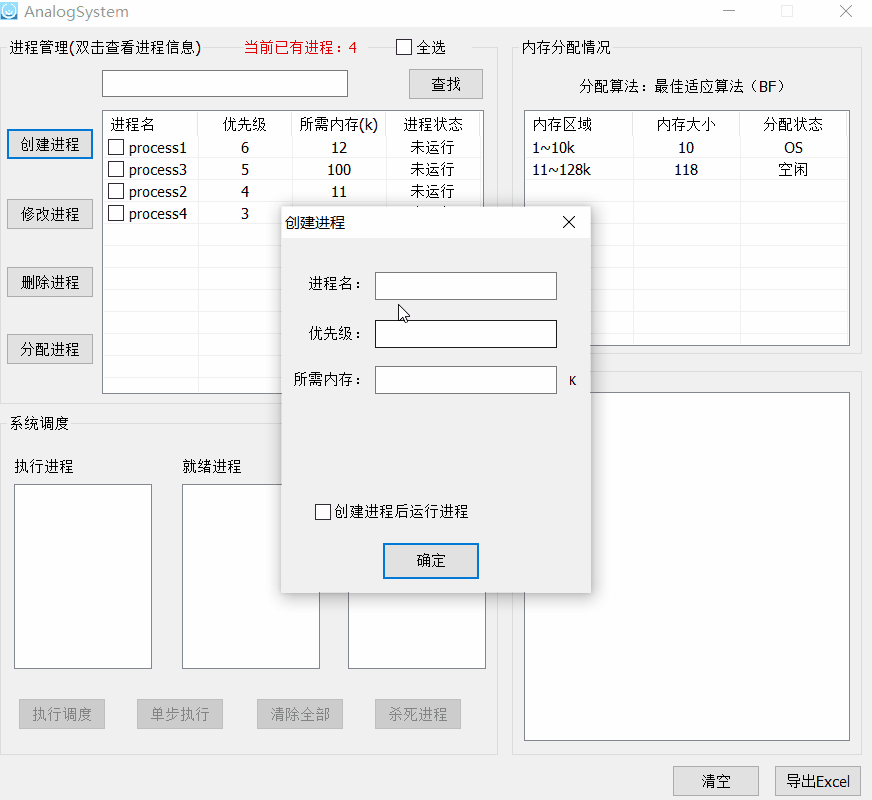 AnalogSystem
进程管理(双击查看进程信息) 当前已有进程：4 全选
查找
创建进程
修改进程
删除进程
分配进程
进程名 优先级 所需内存(k) 进程状态
process1 6 12 未运行
process3 5 100 未运行
process2 4 11 未运行
process4 3
内存分配情况
分配算法：最佳适应算法（BF）
内存区域 内存大小 分配状态
1~10k 10 OS
11~128k 118 空闲
创建进程
进程名：
优先级：
所需内存： K
创建进程后运行进程
确定
系统调度
执行进程 就绪进程
执行调度 单步执行 清除全部 杀死进程
清空 导出Excel